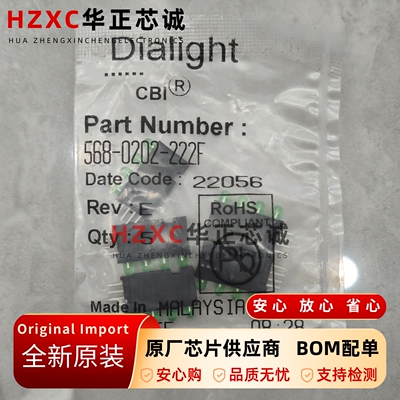 HZXC华正芯诚
HUA ZHENGXINCHENGELECTRONICS
Dialight
CBI®
Part Number :
568-0202-222F
Date Code : 22056
Rev : E
RoHS
COMPLIANT
HZXC华正芯诚
Qty : 5
Pb
Made In MALAYSIA
08:28
安心 放心 省心
Original Import
全新原装
原厂芯片供应商 BOM配单
安心购 品质无忧 支持检测